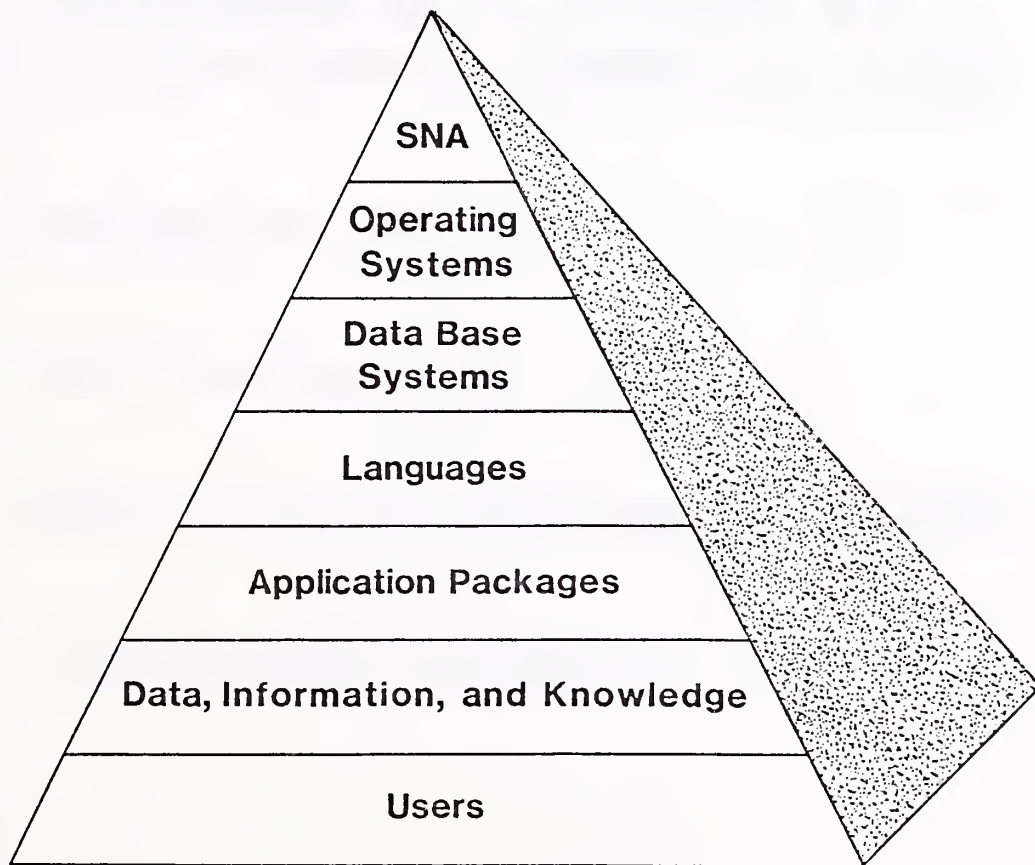 SNA
Operating
Systems
Data Base
Systems
Languages
Application Packages
Data, Information, and Knowledge
Users